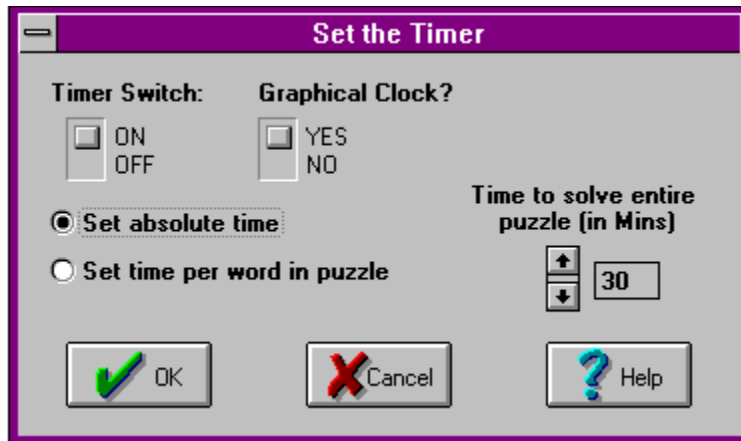 Set the Timer
Timer Switch:
Graphical Clock?
ON
OFF
YES
NO
Set absolute time
Set time per word in puzzle
Time to solve entire
puzzle (in Mins)
30
OK
Cancel
Help